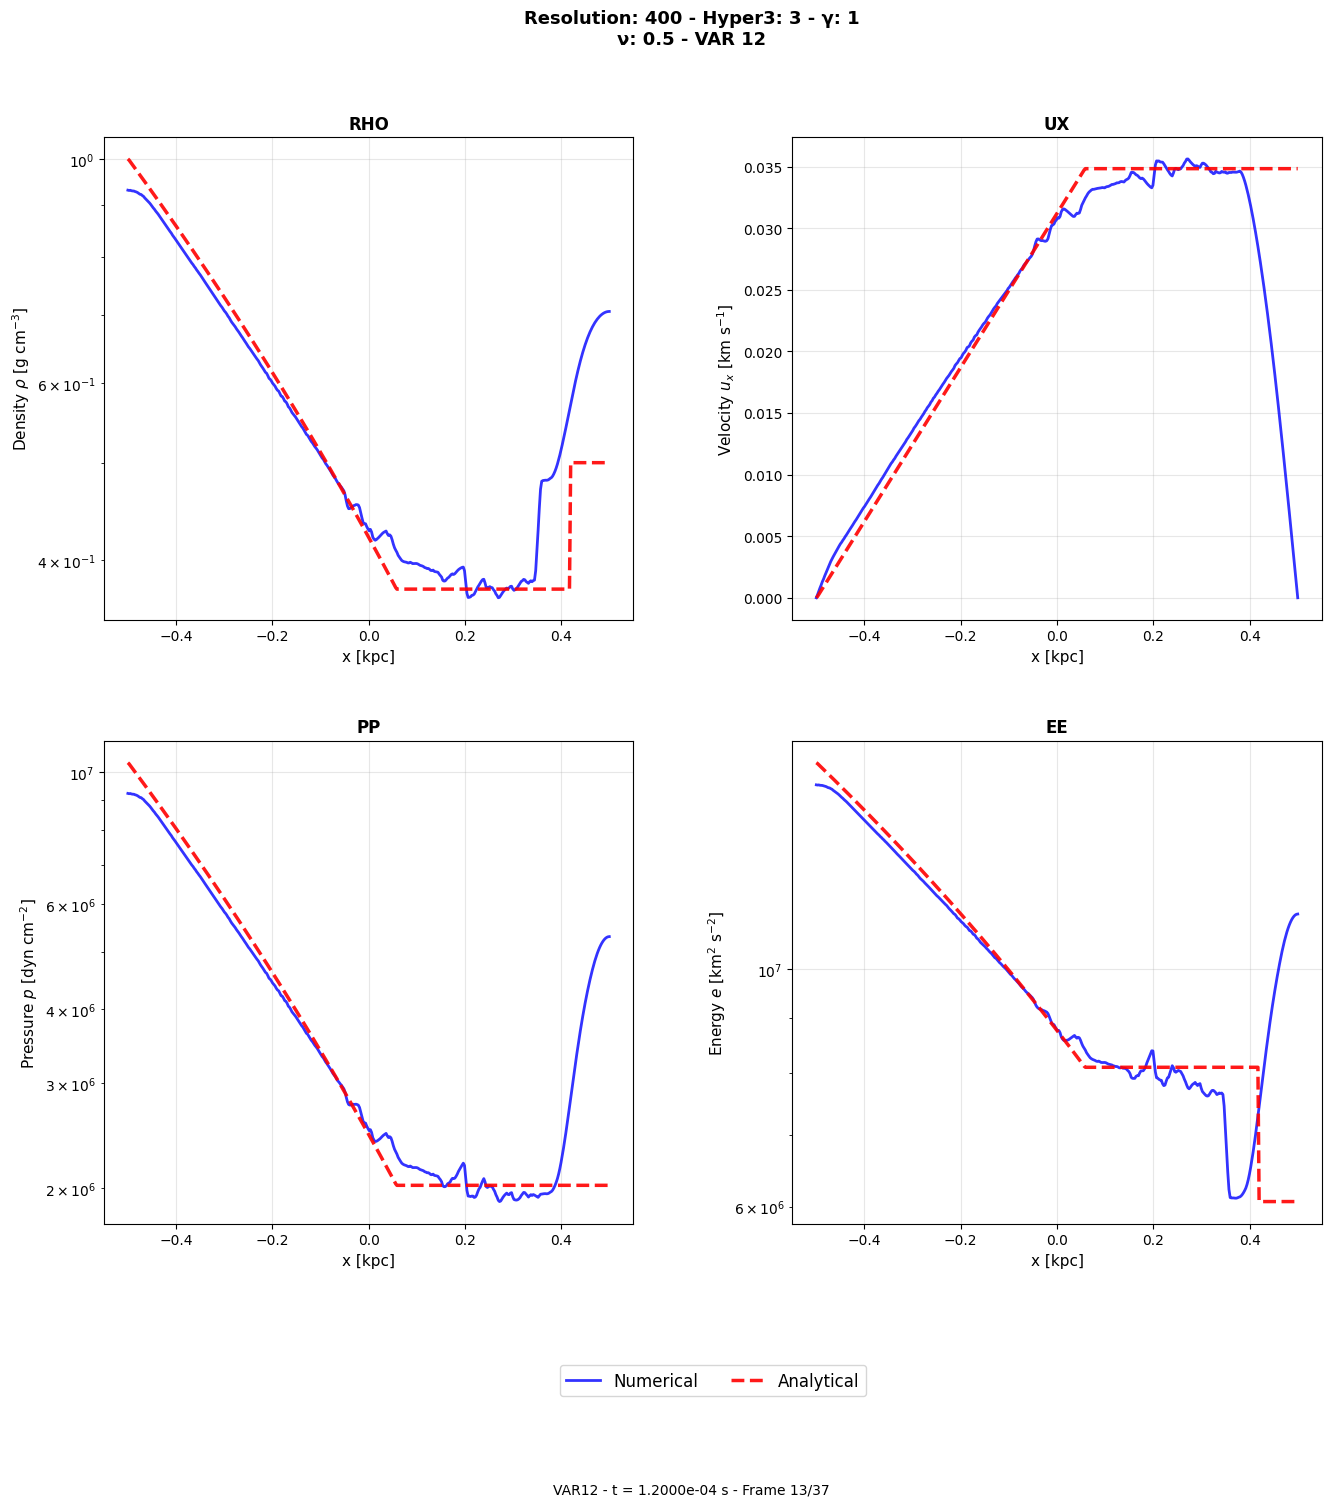 Resolution: 400 - Hyper3: 3 - γ: 1
ν: 0.5 - VAR 12
RHO
10⁰
6 × 10⁻¹
4 × 10⁻¹
Density ρ [g cm⁻³]
−0.4 −0.2 0.0 0.2 0.4
x [kpc]
UX
0.035
0.030
0.025
0.020
0.015
0.010
0.005
0.000
Velocity uₓ [km s⁻¹]
−0.4 −0.2 0.0 0.2 0.4
x [kpc]
PP
10⁷
6 × 10⁶
4 × 10⁶
3 × 10⁶
2 × 10⁶
Pressure p [dyn cm⁻²]
−0.4 −0.2 0.0 0.2 0.4
x [kpc]
EE
10⁷
6 × 10⁶
Energy e [km² s⁻²]
−0.4 −0.2 0.0 0.2 0.4
x [kpc]
Numerical Analytical
VAR12 - t = 1.2000e-04 s - Frame 13/37